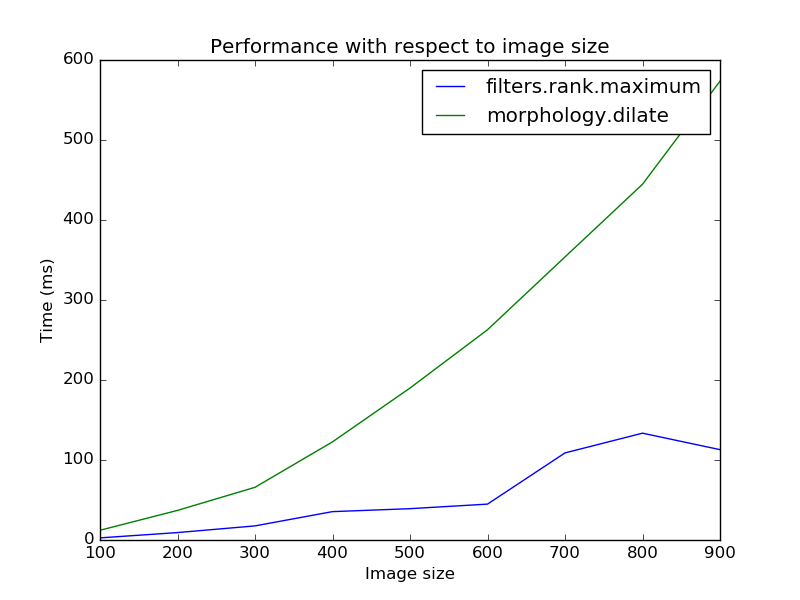 Performance with respect to image size
filters.rank.maximum
morphology.dilate
600
500
400
300
200
100
0
Time (ms)
100 200 300 400 500 600 700 800 900
Image size